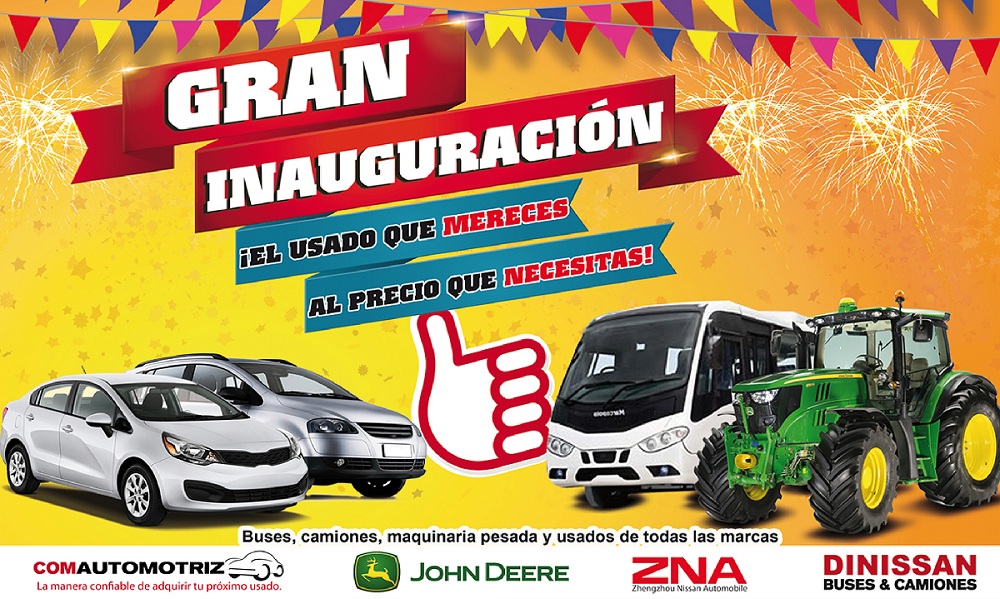 GRAN
INAUGURACIÓN
¡EL USADO QUE MERECES
AL PRECIO QUE NECESITAS!
Marcopolo
Buses, camiones, maquinaria pesada y usados de todas las marcas
COMAUTOMOTRIZ
La manera confiable de adquirir tu próximo usado.
JOHN DEERE
ZNA
Zhengzhou Nissan Automobile
DINISSAN
BUSES & CAMIONES